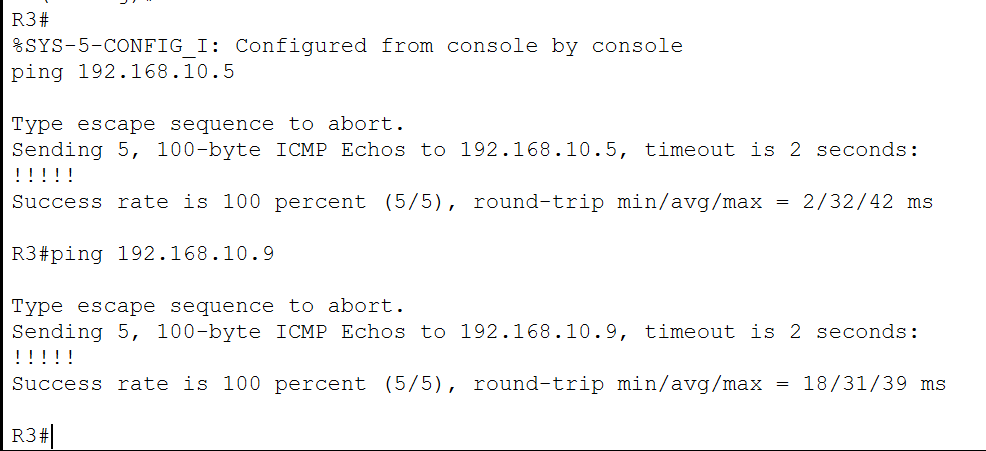 R3#
%SYS-5-CONFIG_I: Configured from console by console
ping 192.168.10.5
Type escape sequence to abort.
Sending 5, 100-byte ICMP Echos to 192.168.10.5, timeout is 2 seconds:
!!!!!
Success rate is 100 percent (5/5), round-trip min/avg/max = 2/32/42 ms
R3#ping 192.168.10.9
Type escape sequence to abort.
Sending 5, 100-byte ICMP Echos to 192.168.10.9, timeout is 2 seconds:
!!!!!
Success rate is 100 percent (5/5), round-trip min/avg/max = 18/31/39 ms
R3#